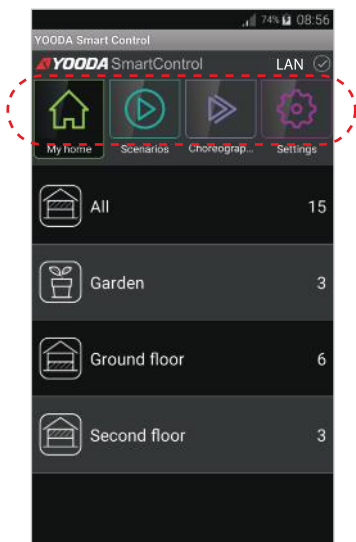 74% 08:56
YOODA Smart Control
YOODA SmartControl LAN
My home Scenarios Choreograp... Settings
All 15
Garden 3
Ground floor 6
Second floor 3